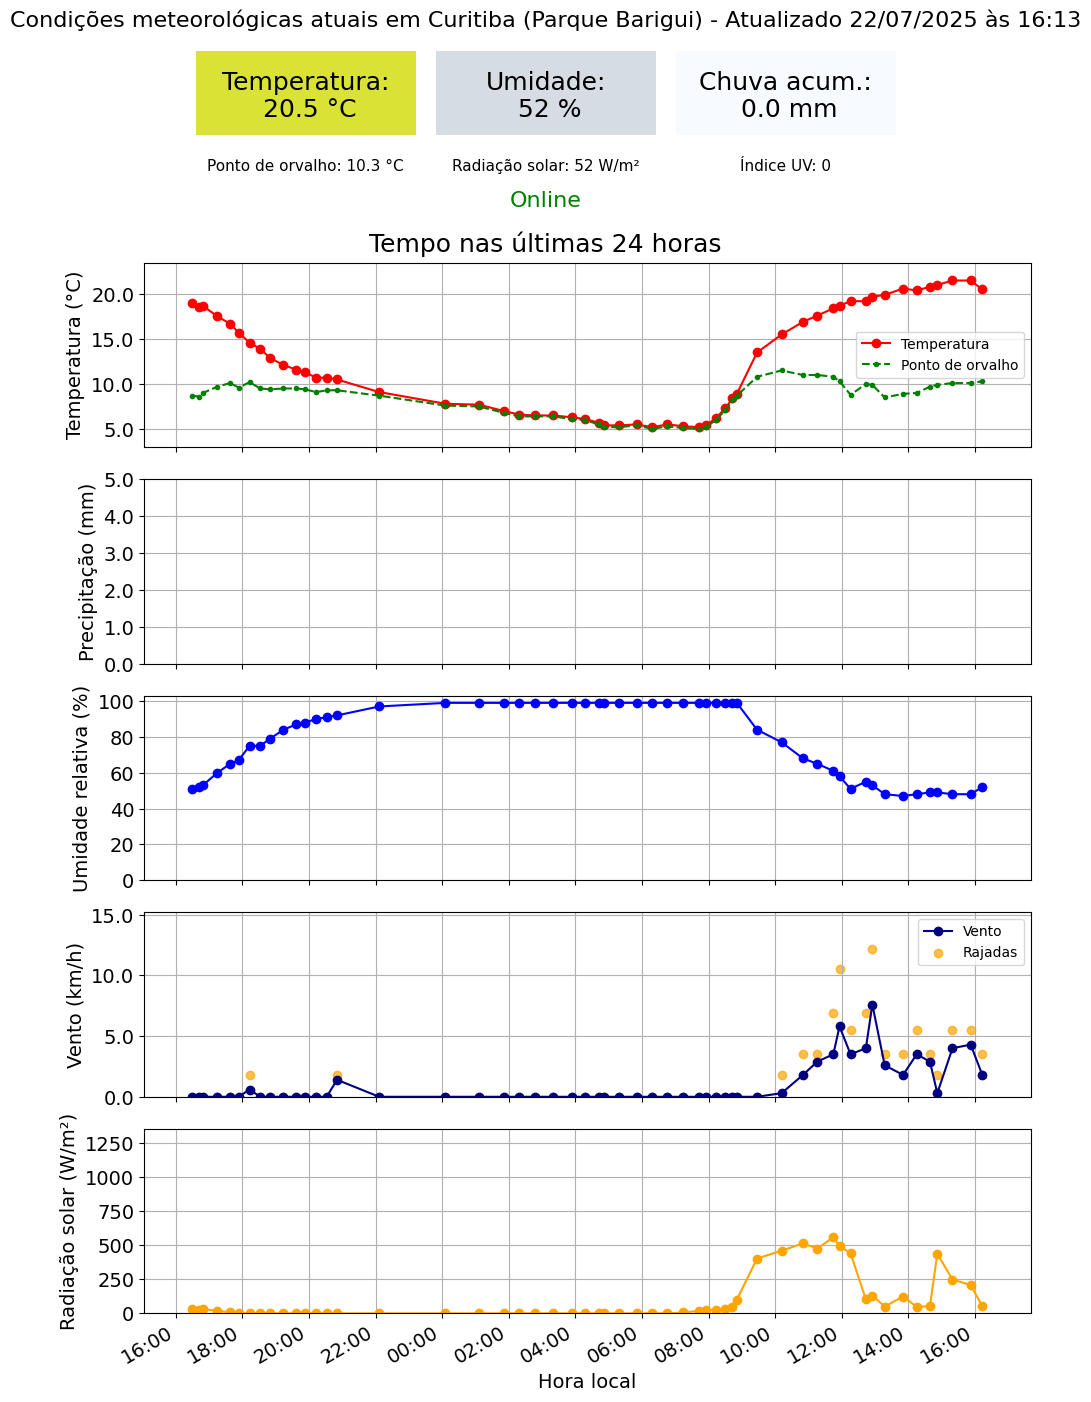 Condições meteorológicas atuais em Curitiba (Parque Barigui) - Atualizado 22/07/2025 às 16:13
Temperatura:
20.5 °C
Umidade:
52 %
Chuva acum.:
0.0 mm
Ponto de orvalho: 10.3 °C
Radiação solar: 52 W/m²
Índice UV: 0
Online
Tempo nas últimas 24 horas
Temperatura (°C)
20.0
15.0
10.0
5.0
Temperatura
Ponto de orvalho
Precipitação (mm)
5.0
4.0
3.0
2.0
1.0
0.0
Umidade relativa (%)
100
80
60
40
20
0
Vento (km/h)
15.0
10.0
5.0
0.0
Vento
Rajadas
Radiação solar (W/m²)
1250
1000
750
500
250
0
16:00 18:00 20:00 22:00 00:00 02:00 04:00 06:00 08:00 10:00 12:00 14:00 16:00
Hora local